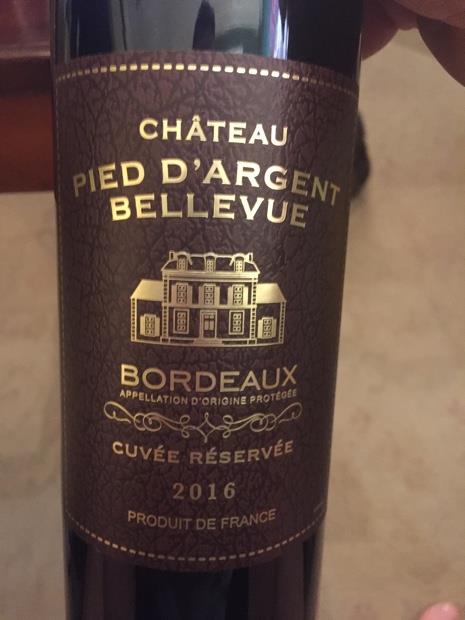 CHÂTEAU
PIED D'ARGENT
BELLEVUE
BORDEAUX
APPELLATION D'ORIGINE PROTÉGÉE
CUVÉE RÉSERVÉE
2016
PRODUIT DE FRANCE